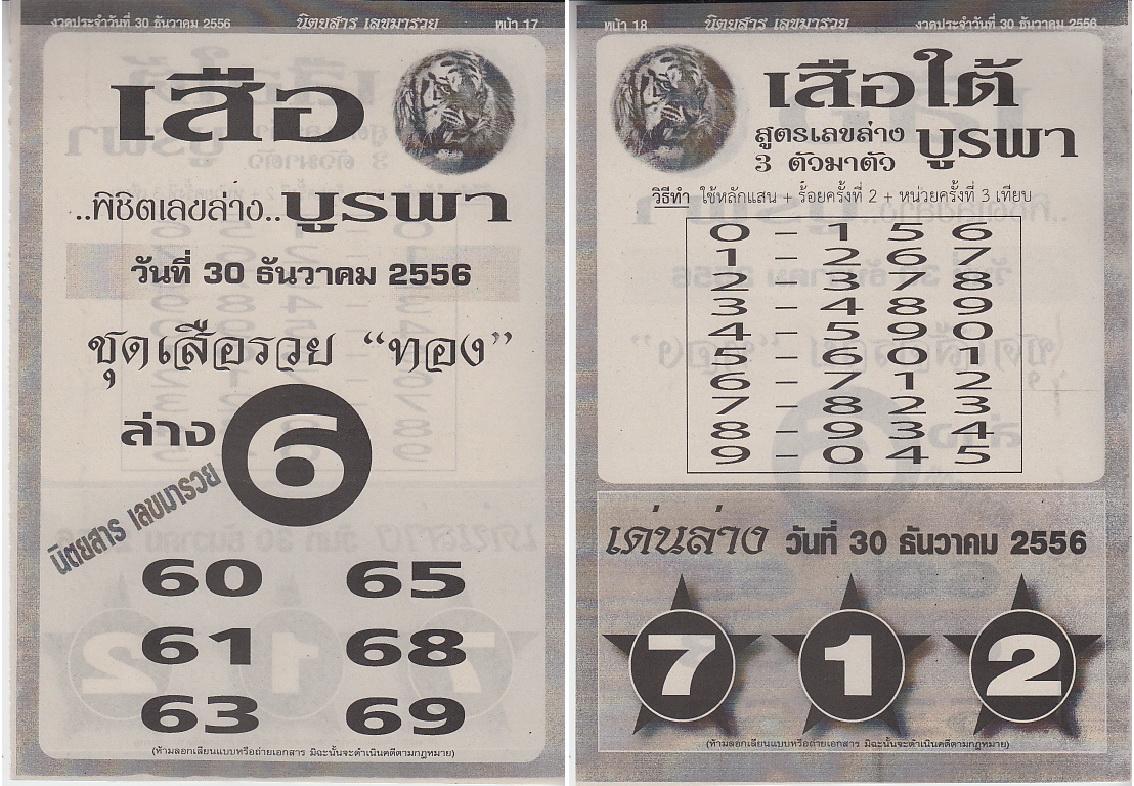 งวดประจำวันที่ 30 ธันวาคม 2556 นิตยสาร เลขมารวย หน้า 17
เสือ
..พิชิตเลขล่าง.. บูรพา
วันที่ 30 ธันวาคม 2556
ชุดเสือรวย “ทอง”
ล่าง 6
นิตยสาร เลขมารวย
60 65
61 68
63 69
(ห้ามลอกเลียนแบบหรือถ่ายเอกสาร มิฉะนั้นจะดำเนินคดีตามกฎหมาย)
หน้า 18 นิตยสาร เลขมารวย งวดประจำวันที่ 30 ธันวาคม 2556
เสือใต้
สูตรเลขล่าง บูรพา
3 ตัวมาตัว
วิธีทำ ใช้หลักแสน + ร้อยครั้งที่ 2 + หน่วยครั้งที่ 3 เทียบ
0 - 1 5 6
1 - 2 6 7
2 - 3 7 8
3 - 4 8 9
4 - 5 9 0
5 - 6 0 1
6 - 7 1 2
7 - 8 2 3
8 - 9 3 4
9 - 0 4 5
เด่นล่าง วันที่ 30 ธันวาคม 2556
7 1 2
(ห้ามลอกเลียนแบบหรือถ่ายเอกสาร มิฉะนั้นจะดำเนินคดีตามกฎหมาย)